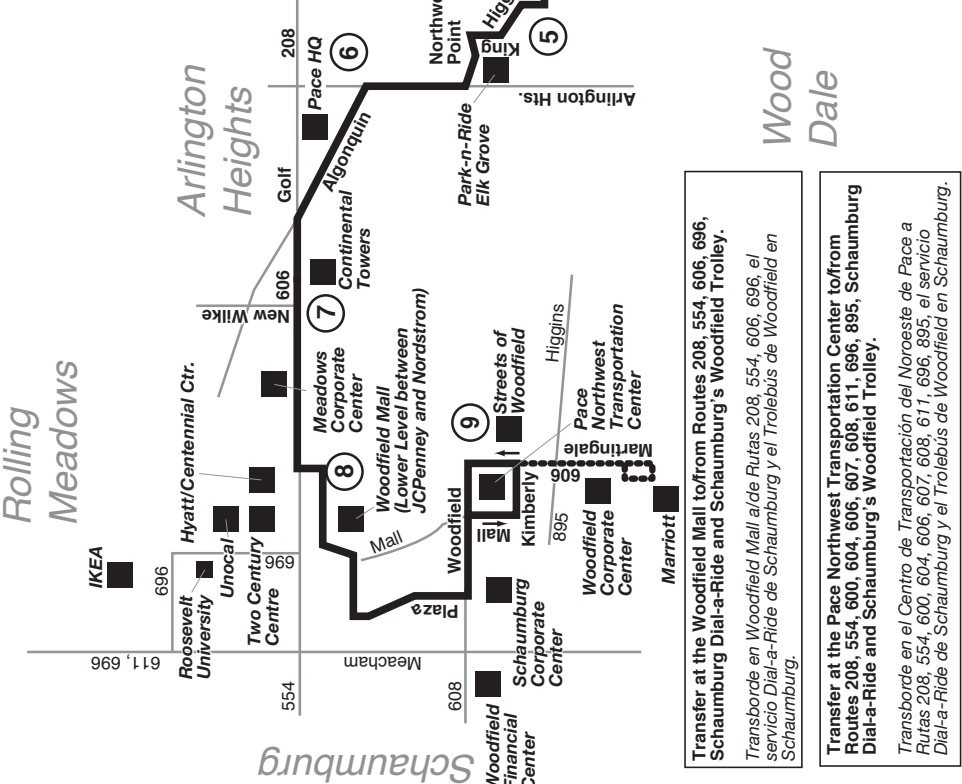 Rolling
Meadows
Arlington
Heights
Wood
Dale
Schaumburg
IKEA
696
611, 696
Roosevelt
University
Unocal
Two Century
Centre
696
Hyatt/Centennial Ctr.
New Wilke
606
Golf
208
554
Meacham
Pace HQ
6
Algonquin
Continental
Towers
7
Meadows
Corporate
Center
8
Woodfield Mall
(Lower Level between
JCPenney and Nordstrom)
Mall
Plaza
Woodfield
608
Northwe
Point
Higg
King
5
Arlington Hts.
Park-n-Ride
Elk Grove
9
Streets of
Woodfield
Higgins
Pace
Northwest
Transportation
Center
Mall
Kimberly
Martingale
606
895
Schaumburg
Corporate
Center
Woodfield
Financial
Center
Woodfield
Corporate
Center
Marriott
Transfer at the Woodfield Mall to/from Routes 208, 554, 606, 696,
Schaumburg Dial-a-Ride and Schaumburg's Woodfield Trolley.
Transborde en Woodfield Mall a/de Rutas 208, 554, 606, 696, el
servicio Dial-a-Ride de Schaumburg y el Trolebús de Woodfield en
Schaumburg.
Transfer at the Pace Northwest Transportation Center to/from
Routes 208, 554, 600, 604, 606, 607, 608, 611, 696, 895, Schaumburg
Dial-a-Ride and Schaumburg's Woodfield Trolley.
Transborde en el Centro de Transportación del Noroeste de Pace a
Rutas 208, 554, 600, 604, 606, 607, 608, 611, 696, 895, el servicio
Dial-a-Ride de Schaumburg y el Trolebús de Woodfield en Schaumburg.